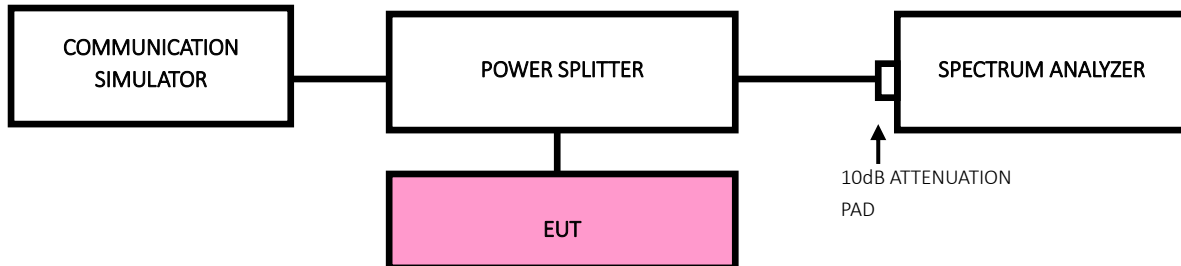 COMMUNICATION
SIMULATOR
POWER SPLITTER
SPECTRUM ANALYZER
10dB ATTENUATION
PAD
EUT